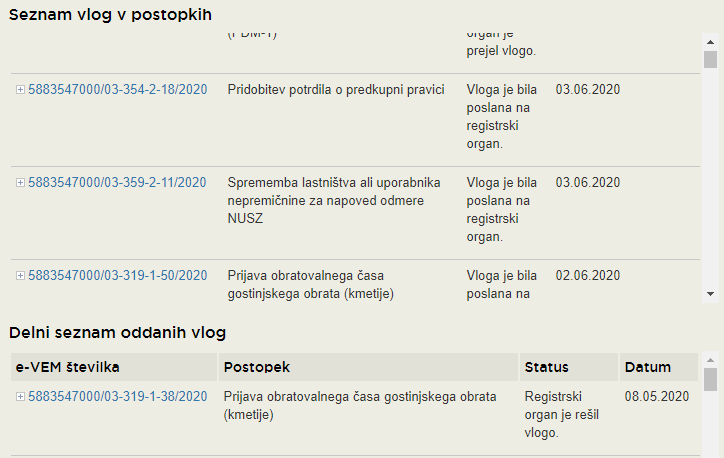 Seznam vlog v postopkih
organ je
prejel vlogo.
5883547000/03-354-2-18/2020 Pridobitev potrdila o predkupni pravici Vloga je bila 03.06.2020
poslana na
registrski
organ.
5883547000/03-359-2-11/2020 Sprememba lastništva ali uporabnika Vloga je bila 03.06.2020
nepremičnine za napoved odmere poslana na
NUSZ registrski
organ.
5883547000/03-319-1-50/2020 Prijava obratovalnega časa Vloga je bila 02.06.2020
gostinjskega obrata (kmetije) poslana na
Delni seznam oddanih vlog
e-VEM številka Postopek Status Datum
5883547000/03-319-1-38/2020 Prijava obratovalnega časa gostinjskega obrata Registrski 08.05.2020
(kmetije) organ je rešil
vlogo.